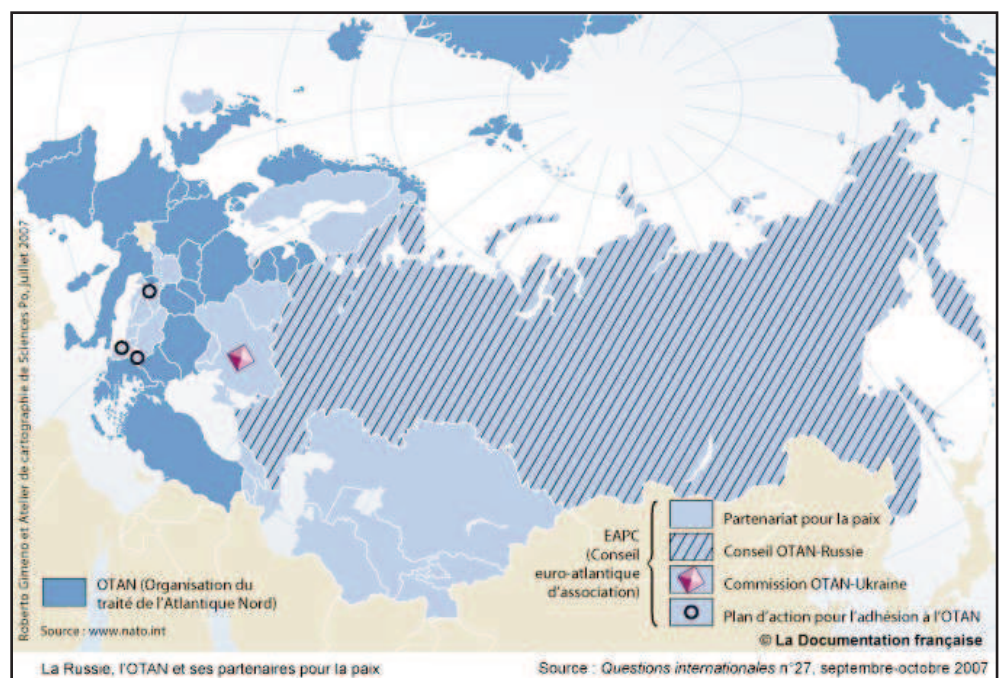 Roberto Gimeno et Atelier de cartographie de Sciences Po, juillet 2007
OTAN (Organisation du
traité de l'Atlantique Nord)
Source : www.nato.int
EAPC
(Conseil
euro-atlantique
d'association)
Partenariat pour la paix
Conseil OTAN-Russie
Commission OTAN-Ukraine
Plan d'action pour l'adhésion à l'OTAN
© La Documentation française
La Russie, l'OTAN et ses partenaires pour la paix
Source : Questions internationales n°27, septembre-octobre 2007